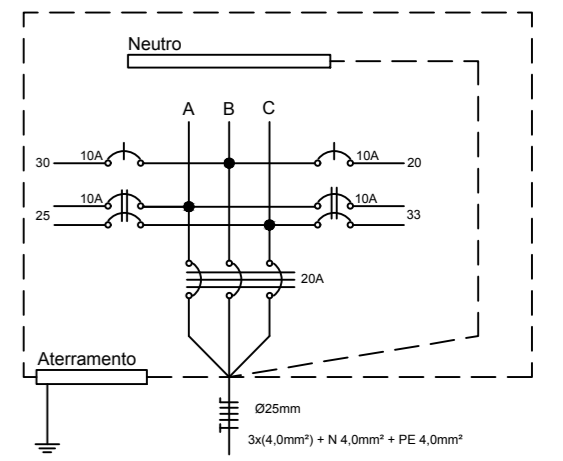 Neutro
A B C
30 10A 10A 20
10A 10A
25 33
20A
Aterramento
Ø25mm
3x(4,0mm²) + N 4,0mm² + PE 4,0mm²